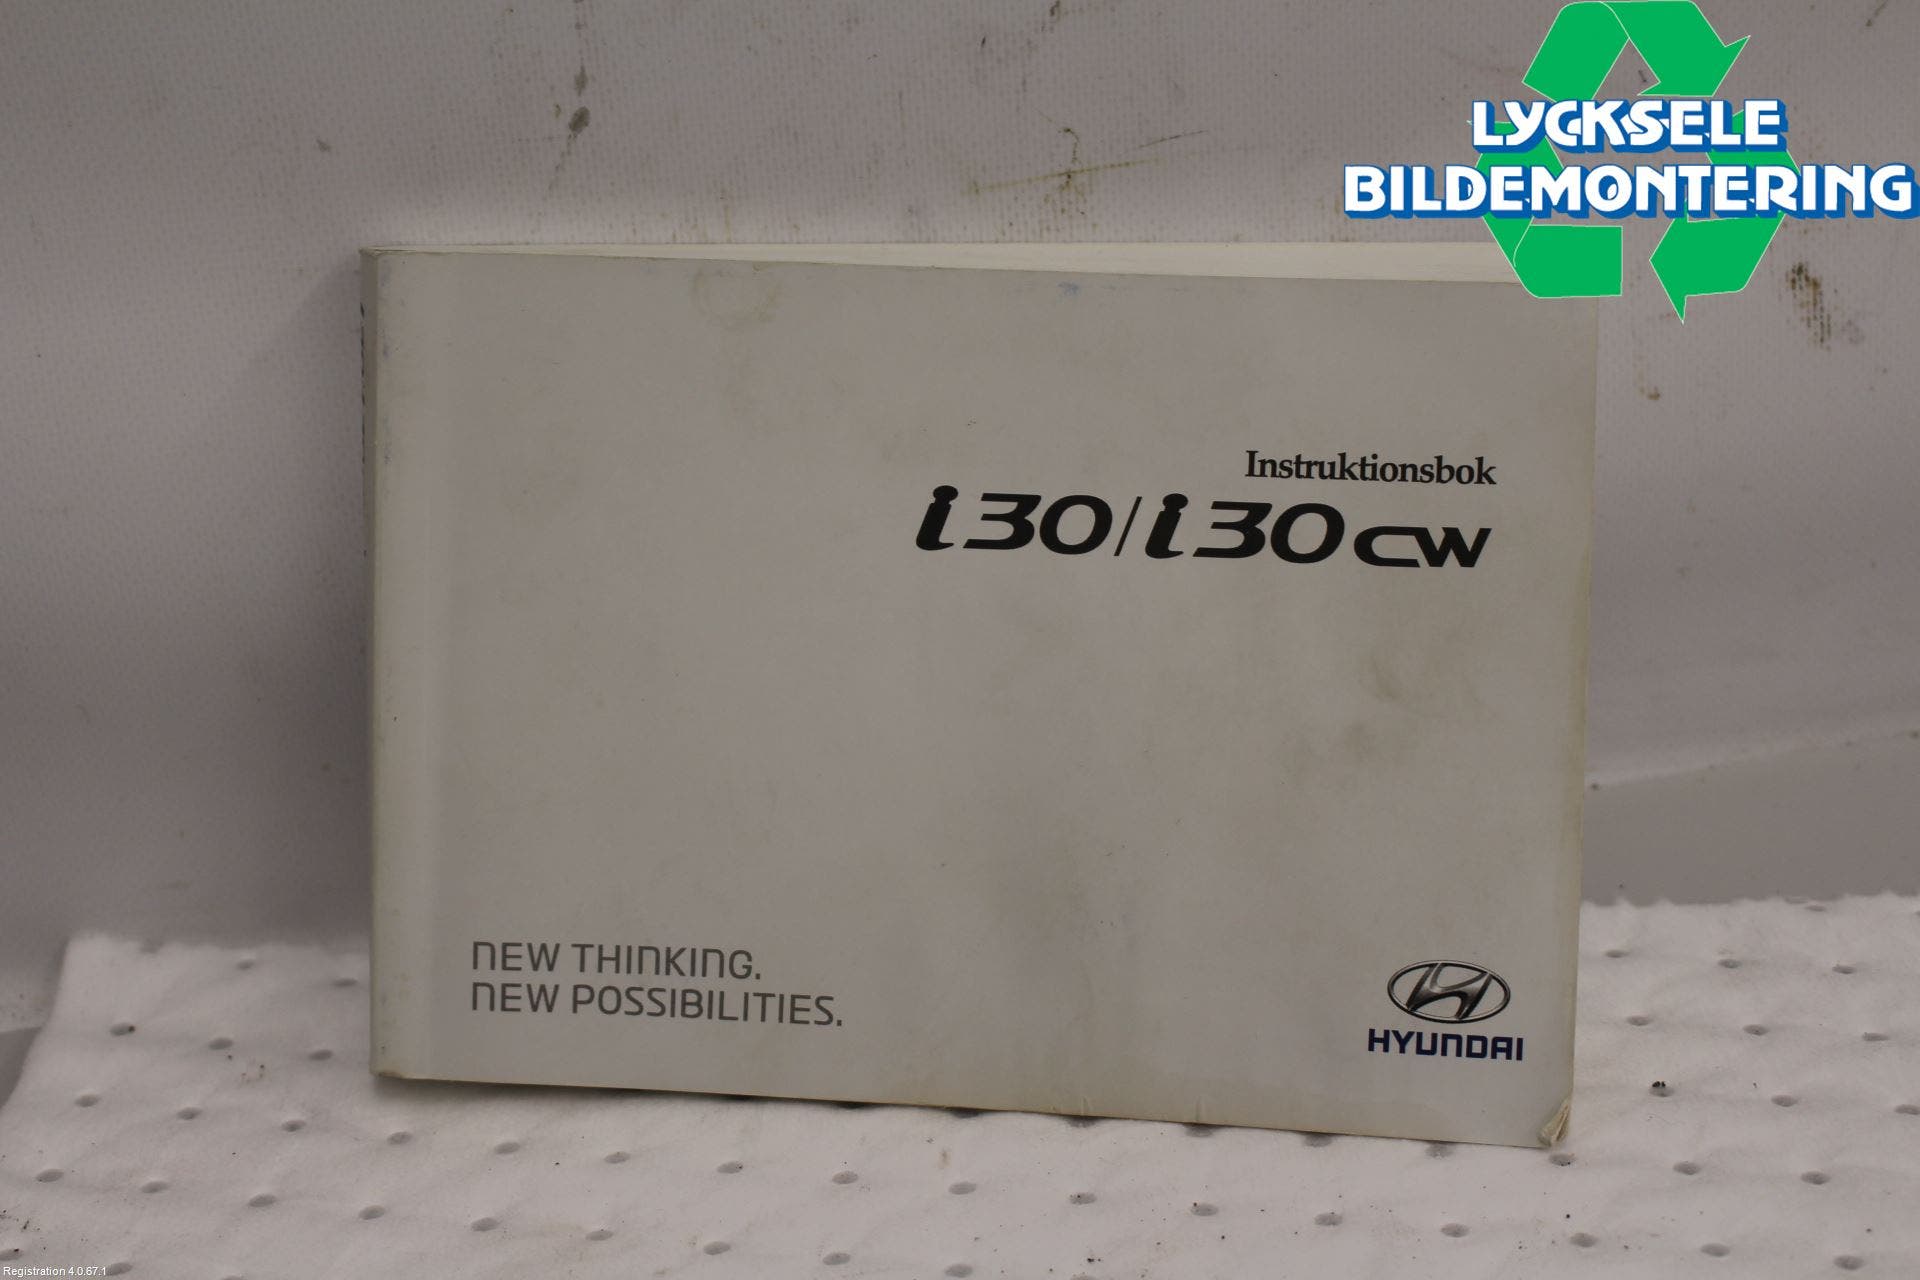 LYCKSELE
BILDEMONTERING
Instruktionsbok
i30/i30cw
NEW THINKING.
NEW POSSIBILITIES.
HYUNDAI
Registration 4.0.67.1